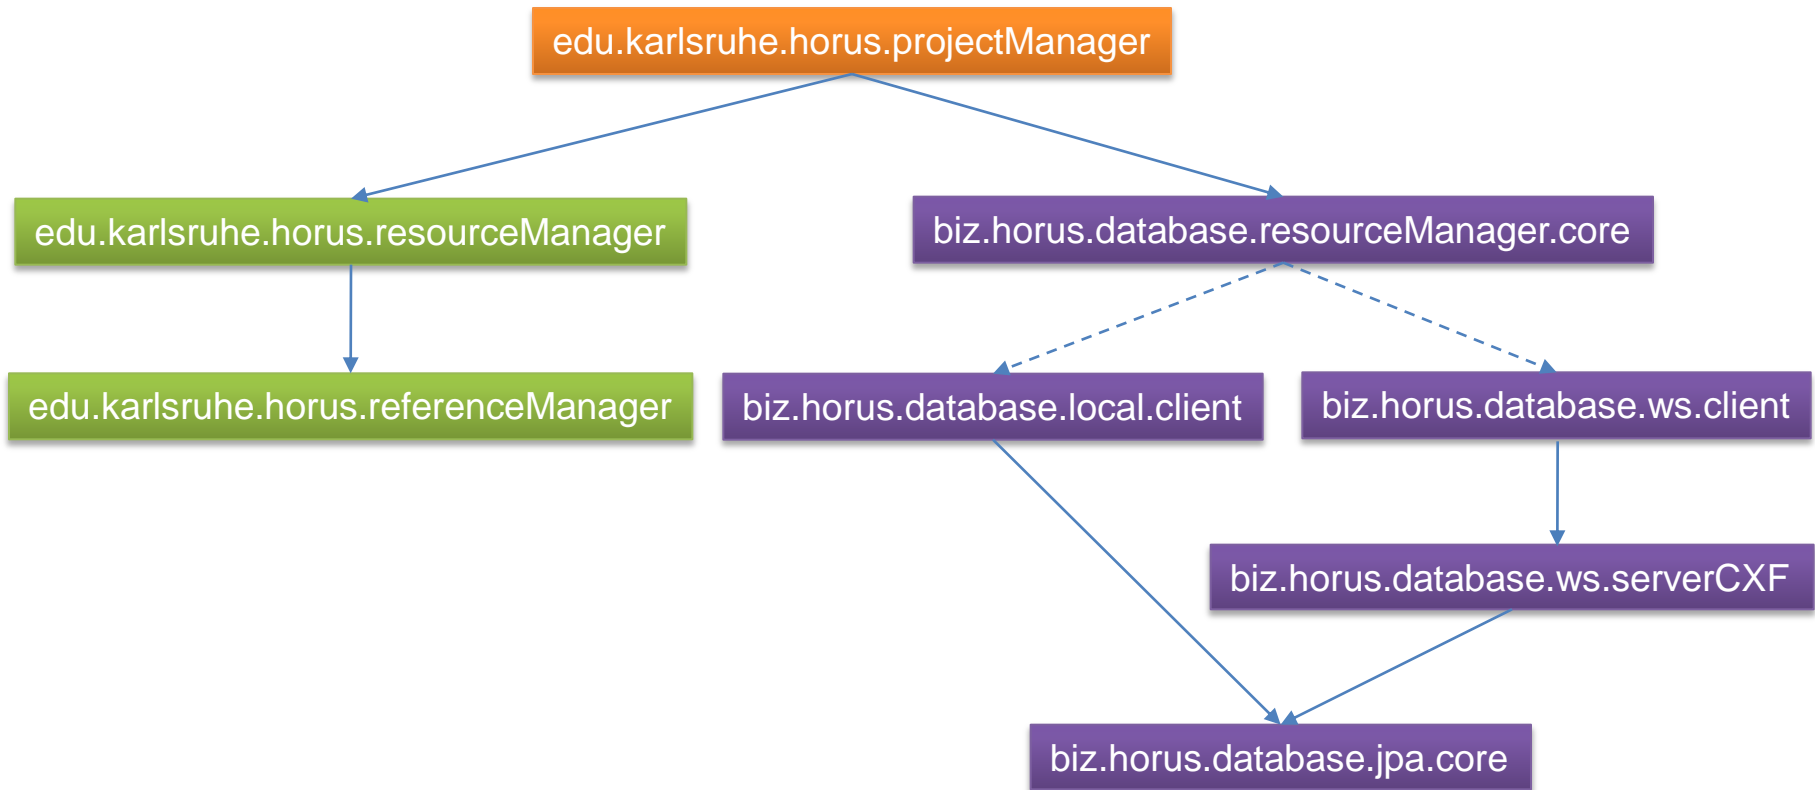 edu.karlsruhe.horus.projectManager
edu.karlsruhe.horus.resourceManager
biz.horus.database.resourceManager.core
edu.karlsruhe.horus.referenceManager
biz.horus.database.local.client
biz.horus.database.ws.client
biz.horus.database.ws.serverCXF
biz.horus.database.jpa.core